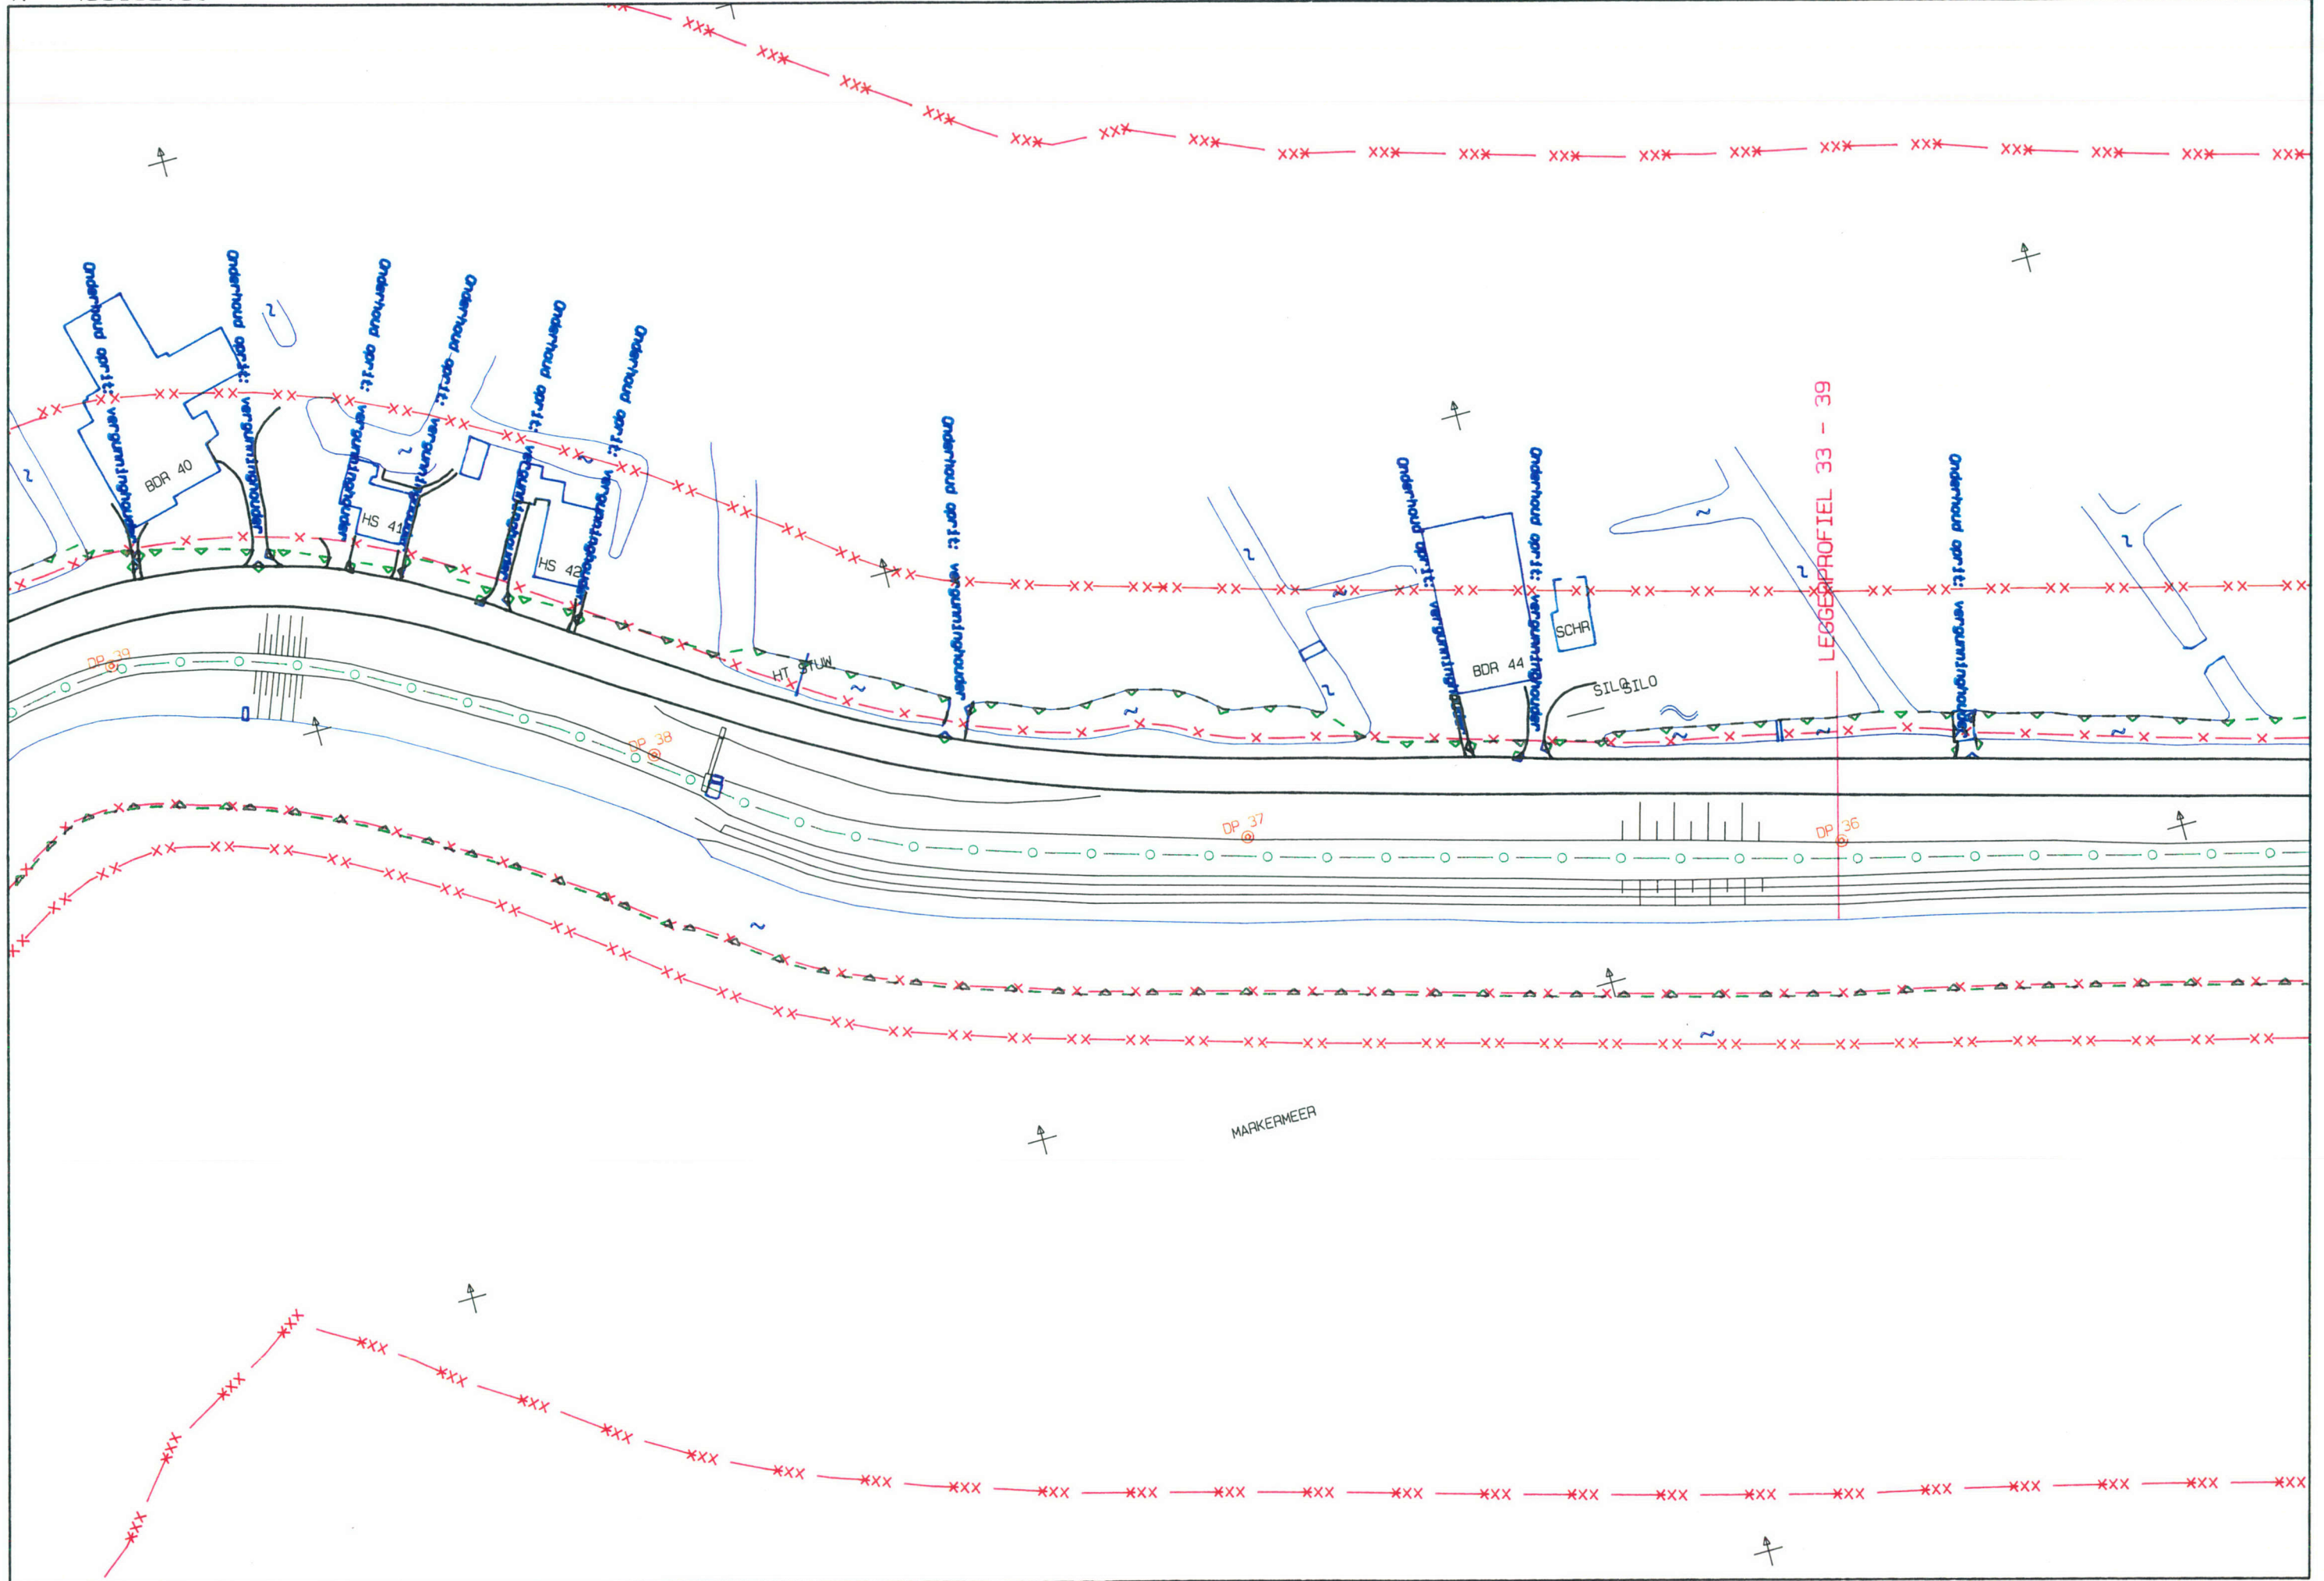 Onderhoud oprit: vergunninghouder
Onderhoud oprit: vergunninghouder
Onderhoud oprit: vergunninghouder
Onderhoud oprit: vergunninghouder
Onderhoud oprit: vergunninghouder
Onderhoud oprit: vergunninghouder
Onderhoud oprit: vergunninghouder
Onderhoud oprit: vergunninghouder
Onderhoud oprit: vergunninghouder
Onderhoud oprit: vergunninghouder
BDR 40
HS 41
HS 42
HT STUW
BDR 44
SCHR
SILO
SILO
LEGGERPROFIEL 33 - 39
DP 39
DP 38
DP 37
DP 36
MARKERMEER